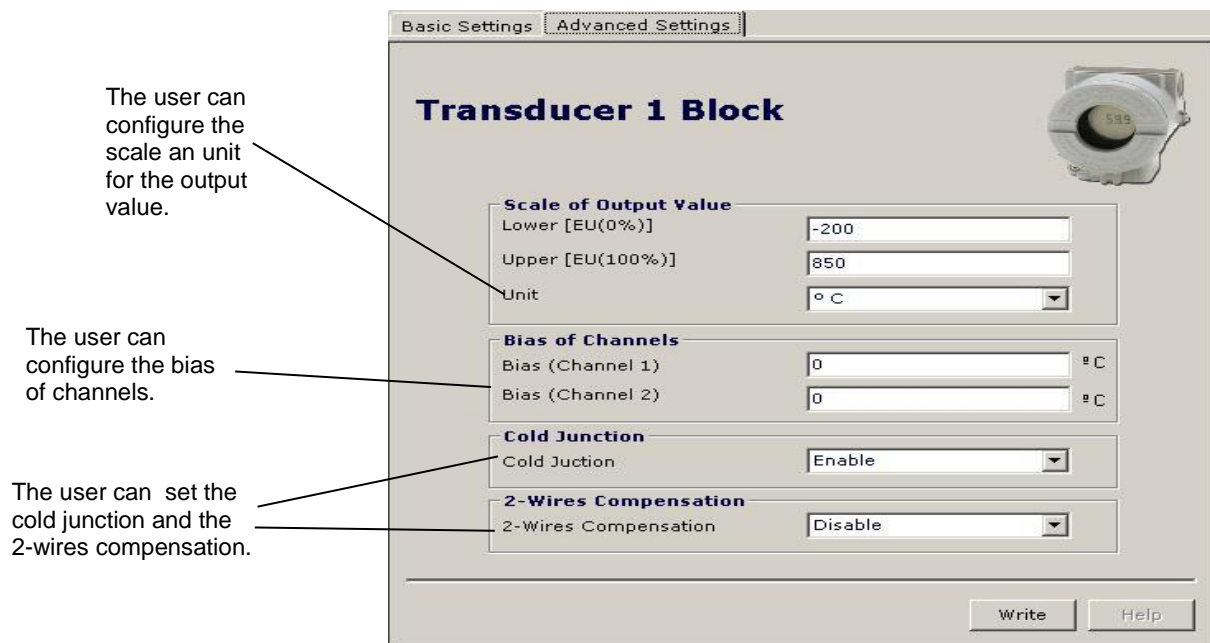 Basic Settings
Advanced Settings
Transducer 1 Block
599
The user can
configure the
scale an unit
for the output
value.
Scale of Output Value
Lower [EU(0%)]
-200
Upper [EU(100%)]
850
Unit
º C
The user can
configure the bias
of channels.
Bias of Channels
Bias (Channel 1)
0
ºC
Bias (Channel 2)
0
ºC
The user can set the
cold junction and the
2-wires compensation.
Cold Junction
Cold Juction
Enable
2-Wires Compensation
2-Wires Compensation
Disable
Write
Help